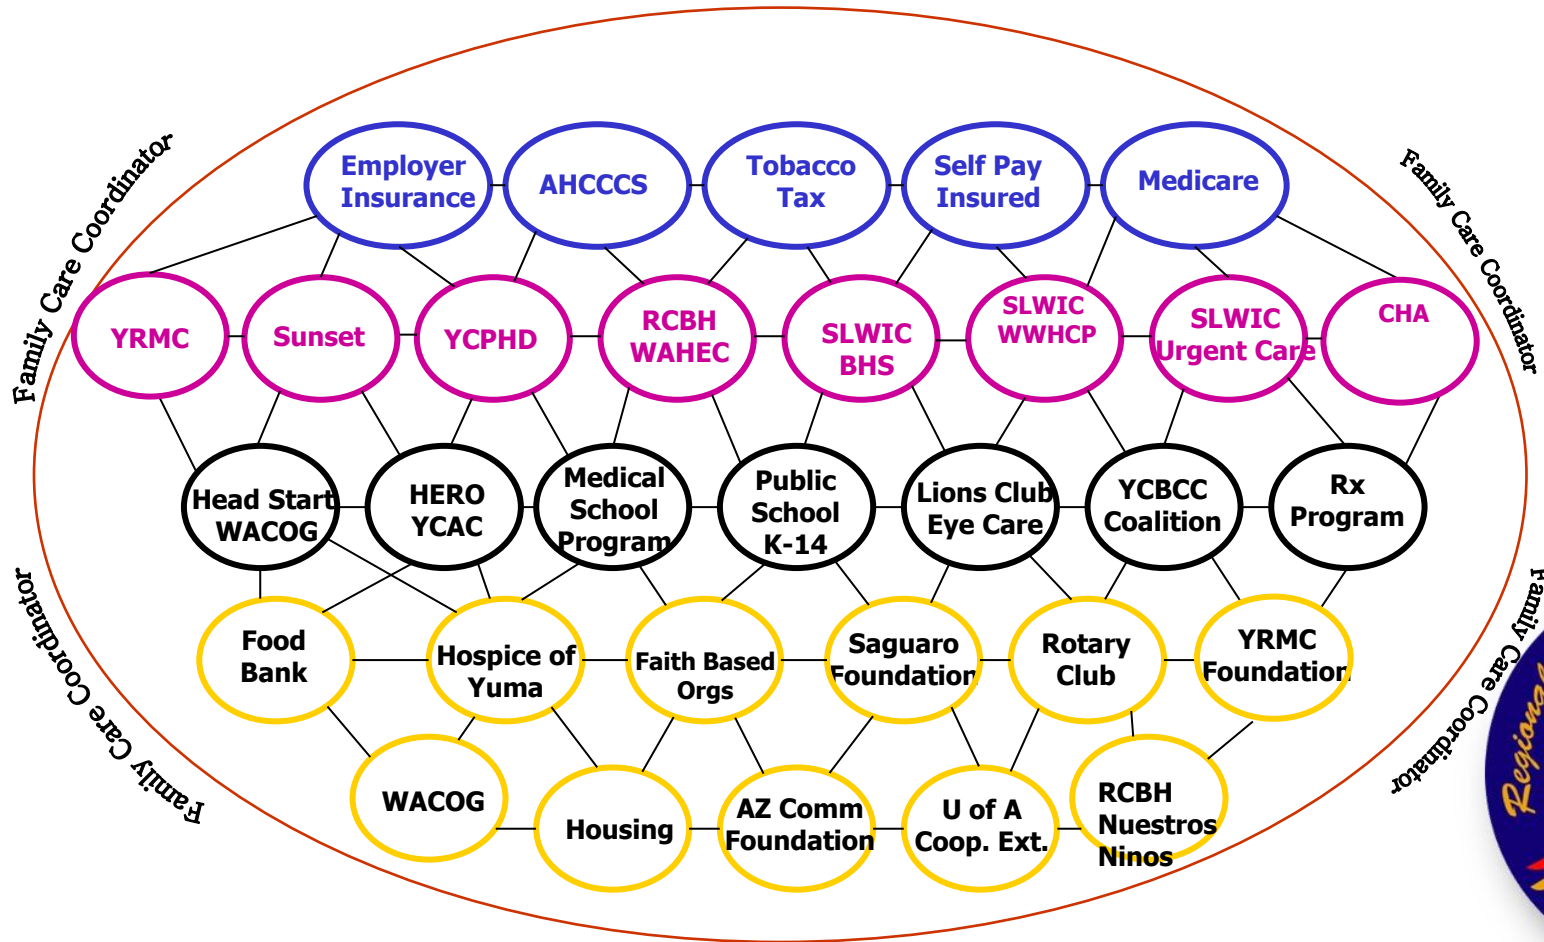 Family Care Coordinator
Family Care Coordinator
Employer
Insurance
AHCCCS
Tobacco
Tax
Self Pay
Insured
Medicare
YRMC
Sunset
YCPHD
RCBH
WAHEC
SLWIC
BHS
SLWIC
WWHCP
SLWIC
Urgent Care
CHA
Head Start
WACOG
HERO
YCAC
Medical
School
Program
Public
School
K-14
Lions Club
Eye Care
YCBCC
Coalition
Rx
Program
Family Care Coordinator
Family Care Coordinator
Food
Bank
Hospice of
Yuma
Faith Based
Orgs
Saguaro
Foundation
Rotary
Club
YRMC
Foundation
WACOG
Housing
AZ Comm
Foundation
U of A
Coop. Ext.
RCBH
Nuestros
Ninos
Regional